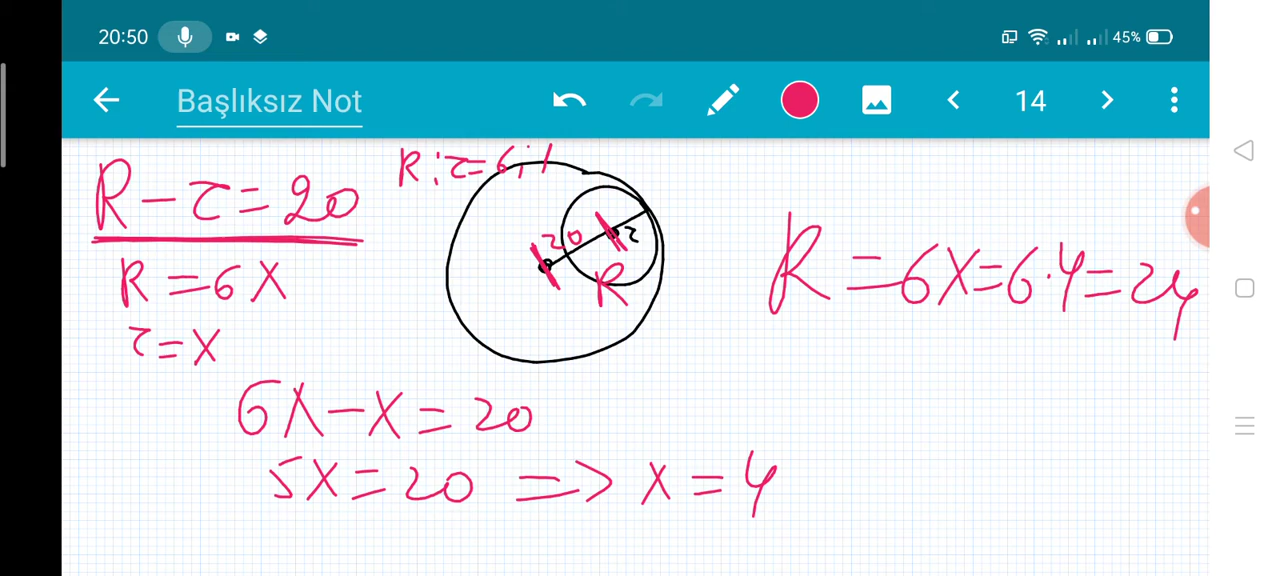 20:50 45%
Başlıksız Not 14
R - r = 20
R : r = 6 : 1
20 r
R
R = 6X
r = X
6X - X = 20
5X = 20 => X = 4
R = 6X = 6·4 = 24